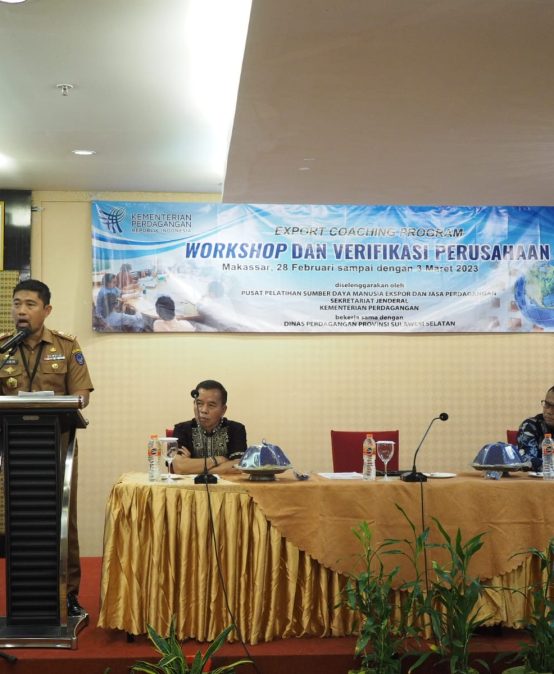 KEMENTERIAN
PERDAGANGAN
REPUBLIK INDONESIA
EXPORT COACHING PROGRAM
WORKSHOP DAN VERIFIKASI PERUSAHAAN
Makassar, 28 Februari sampai dengan 3 Maret 2023
diselenggarakan oleh
PUSAT PELATIHAN SUMBER DAYA MANUSIA EKSPOR DAN JASA PERDAGANGAN
SEKRETARIAT JENDERAL
KEMENTERIAN PERDAGANGAN
bekerja sama dengan
DINAS PERDAGANGAN PROVINSI SULAWESI SELATAN